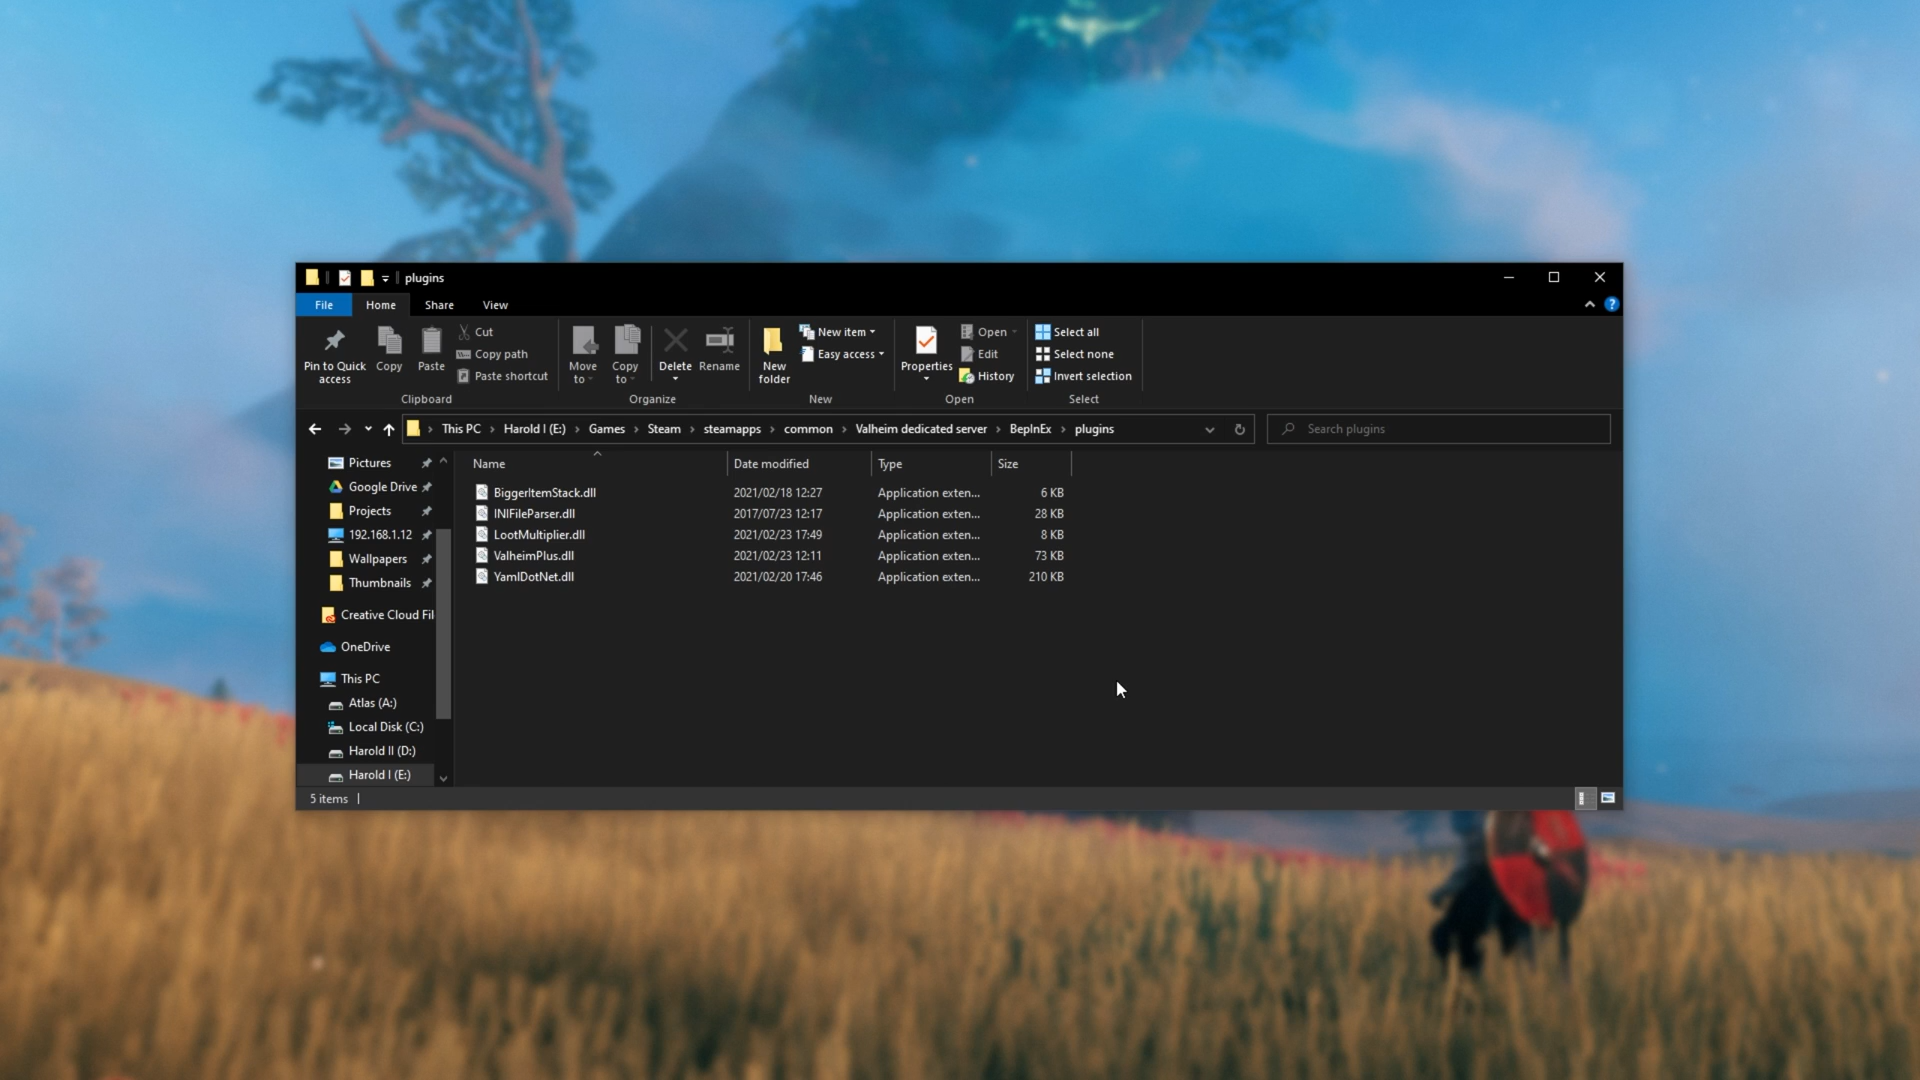 plugins
File Home Share View
Pin to Quick access
Copy
Paste
Cut
Copy path
Paste shortcut
Clipboard
Move to
Copy to
Delete
Rename
Organize
New folder
New item
Easy access
New
Properties
Open
Edit
History
Open
Select all
Select none
Invert selection
Select
This PC Harold I (E:) Games Steam steamapps common Valheim dedicated server BepInEx plugins
Search plugins
Pictures
Google Drive
Projects
192.168.1.12
Wallpapers
Thumbnails
Creative Cloud Fil
OneDrive
This PC
Atlas (A:)
Local Disk (C:)
Harold II (D:)
Harold I (E:)
Name Date modified Type Size
BiggerItemStack.dll 2021/02/18 12:27 Application exten... 6 KB
INIFileParser.dll 2017/07/23 12:17 Application exten... 28 KB
LootMultiplier.dll 2021/02/23 17:49 Application exten... 8 KB
ValheimPlus.dll 2021/02/23 12:11 Application exten... 73 KB
YamlDotNet.dll 2021/02/20 17:46 Application exten... 210 KB
5 items